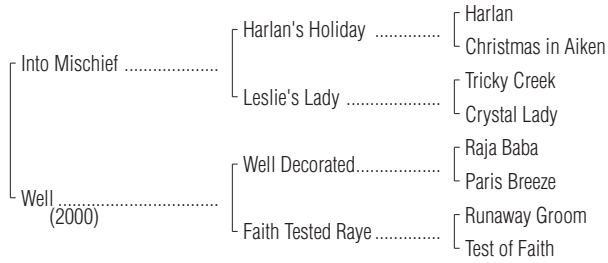 Harlan
Harlan's Holiday ..............
Christmas in Aiken
Into Mischief ....................
Tricky Creek
Leslie's Lady ....................
Crystal Lady
Raja Baba
Well Decorated..................
Paris Breeze
Well ..................................
(2000)
Runaway Groom
Faith Tested Raye ..............
Test of Faith